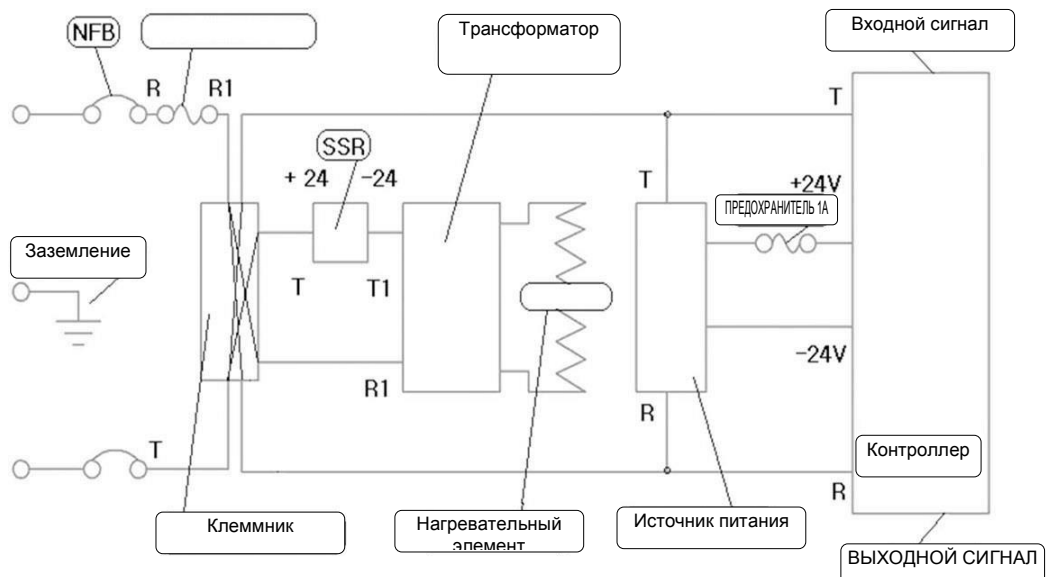 NFB
Трансформатор
Входной сигнал
R
R1
T
SSR
+ 24
-24
T
+24V
ПРЕДОХРАНИТЕЛЬ 1А
Заземление
T
T1
-24V
R1
R
T
Контроллер
R
Клеммник
Нагревательный
элемент
Источник питания
ВЫХОДНОЙ СИГНАЛ